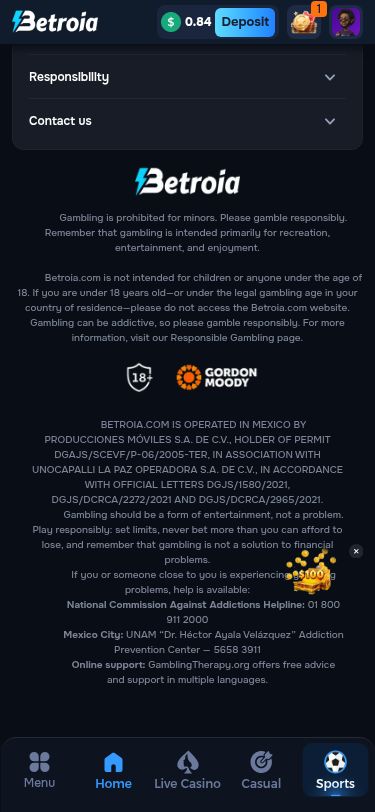 Betroia
$ 0.84 Deposit
1
Responsibility
Contact us
Betroia
Gambling is prohibited for minors. Please gamble responsibly.
Remember that gambling is intended primarily for recreation,
entertainment, and enjoyment.
Betroia.com is not intended for children or anyone under the age of
18. If you are under 18 years old—or under the legal gambling age in your
country of residence—please do not access the Betroia.com website.
Gambling can be addictive, so please gamble responsibly. For more
information, visit our Responsible Gambling page.
18+ GORDON
MOODY
BETROIA.COM IS OPERATED IN MEXICO BY
PRODUCCIONES MÓVILES S.A. DE C.V., HOLDER OF PERMIT
DGAJS/SCEVF/P-06/2005-TER, IN ASSOCIATION WITH
UNOCAPALLI LA PAZ OPERADORA S.A. DE C.V., IN ACCORDANCE
WITH OFFICIAL LETTERS DGJS/1580/2021,
DGJS/DCRCA/2272/2021 AND DGJS/DCRCA/2965/2021.
Gambling should be a form of entertainment, not a problem.
Play responsibly: set limits, never bet more than you can afford to
lose, and remember that gambling is not a solution to financial
problems.
If you or someone close to you is experiencing
$100
problems, help is available:
National Commission Against Addictions Helpline: 01 800
911 2000
Mexico City: UNAM “Dr. Héctor Ayala Velázquez” Addiction
Prevention Center — 5658 3911
Online support: GamblingTherapy.org offers free advice
and support in multiple languages.
Menu Home Live Casino Casual Sports